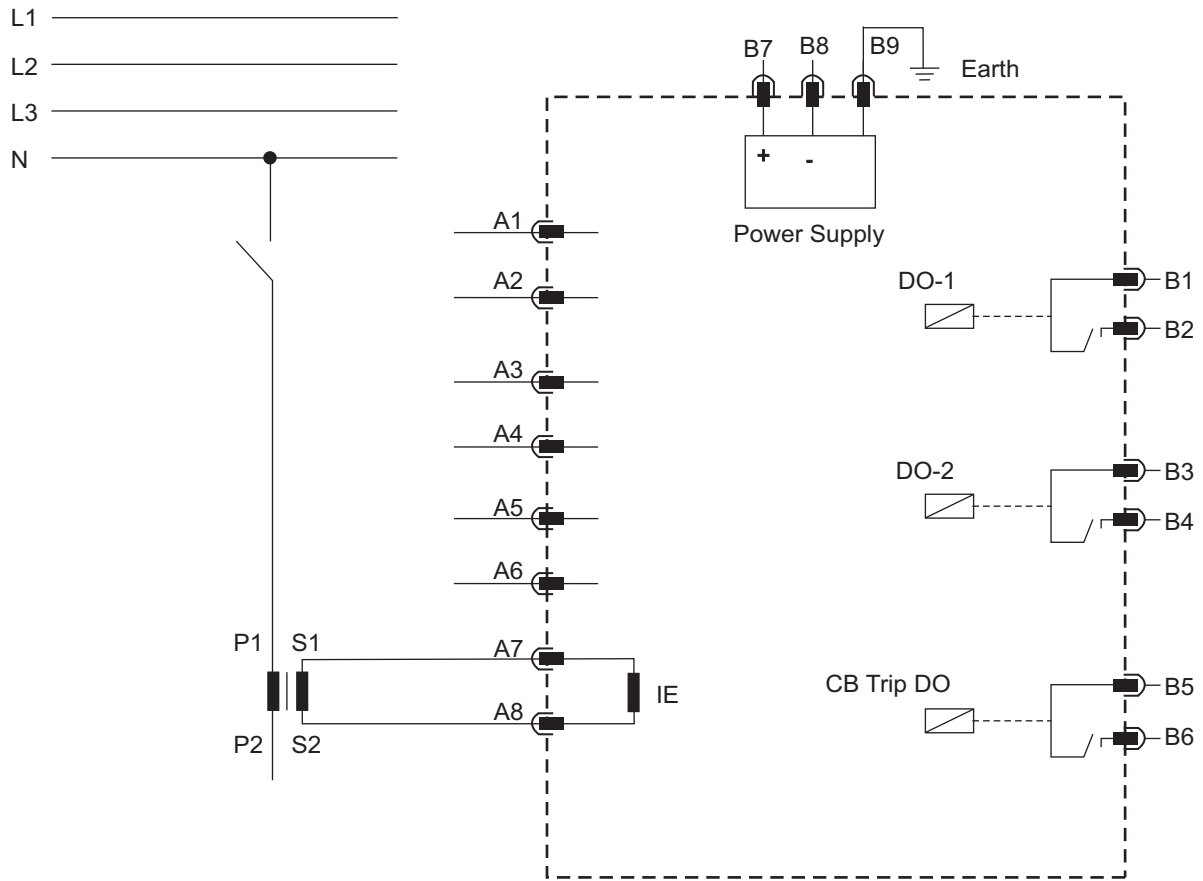 L1
L2
L3
N
B7
B8
B9
Earth
+
-
Power Supply
A1
A2
A3
A4
A5
A6
A7
A8
P1
S1
P2
S2
IE
DO-1
B1
B2
DO-2
B3
B4
CB Trip DO
B5
B6